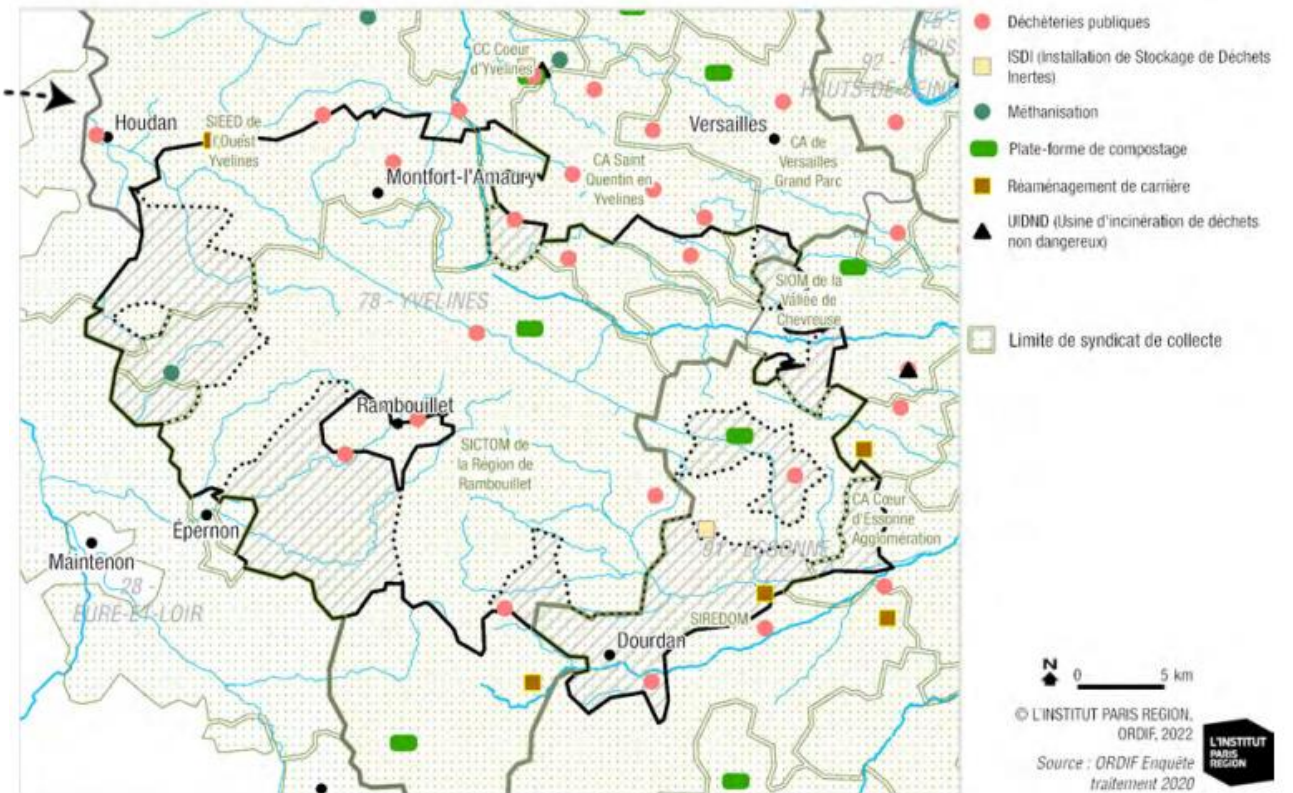 CC Coeur
d'Yvelines
75 -
PARIS
92 -
HAUTS-DE-SEINE
Houdan
SIEED de
l'Ouest
Yvelines
Versailles
CA de
Versailles
Grand Parc
Montfort-l'Amaury
CA Saint
Quentin en
Yvelines
78 - YVELINES
SIOM de la
Vallée de
Chevreuse
Rambouillet
SICTOM de
la Région de
Rambouillet
Épernon
Maintenon
28 -
EURE-ET-LOIR
CA Cœur
d'Essonne
Agglomération
91 - ESSONNE
SIREDOM
Dourdan
Déchèteries publiques
ISDI (Installation de Stockage de Déchets
Inertes)
Méthanisation
Plate-forme de compostage
Réaménagement de carrière
UIDND (Usine d'incinération de déchets
non dangereux)
Limite de syndicat de collecte
N
0 5 km
© L'INSTITUT PARIS REGION,
ORDIF, 2022
Source : ORDIF Enquête
traitement 2020
L'INSTITUT
PARIS
REGION